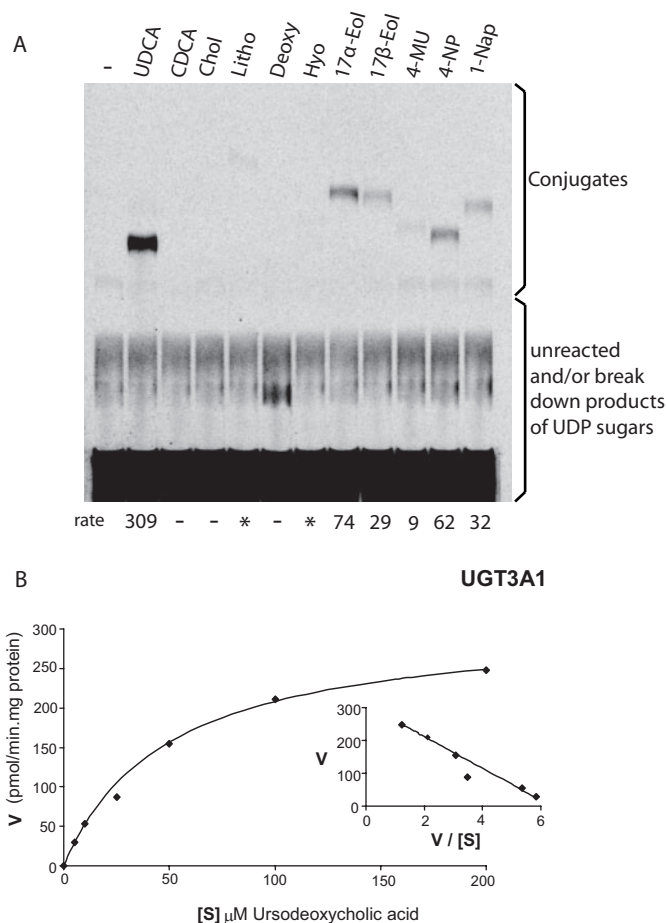 A
- UDCA CDCA Chol Litho Deoxy Hyo 17α-Eol 17β-Eol 4-MU 4-NP 1-Nap
Conjugates
unreacted
and/or break
down products
of UDP sugars
rate 309 – – * – * 74 29 9 62 32
B
UGT3A1
V (pmol/min.mg protein)
300
250
200
150
100
50
0
0 50 100 150 200
[S] μM Ursodeoxycholic acid
V
300
200
100
0
0 2 4 6
V / [S]